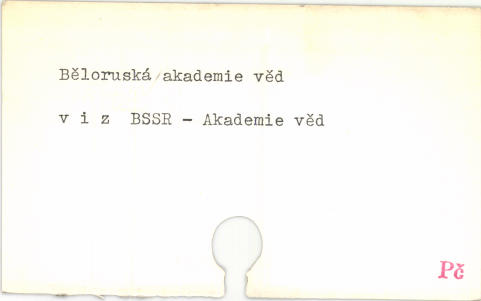 Běloruská akademie věd
v i z BSSR - Akademie věd
Pč